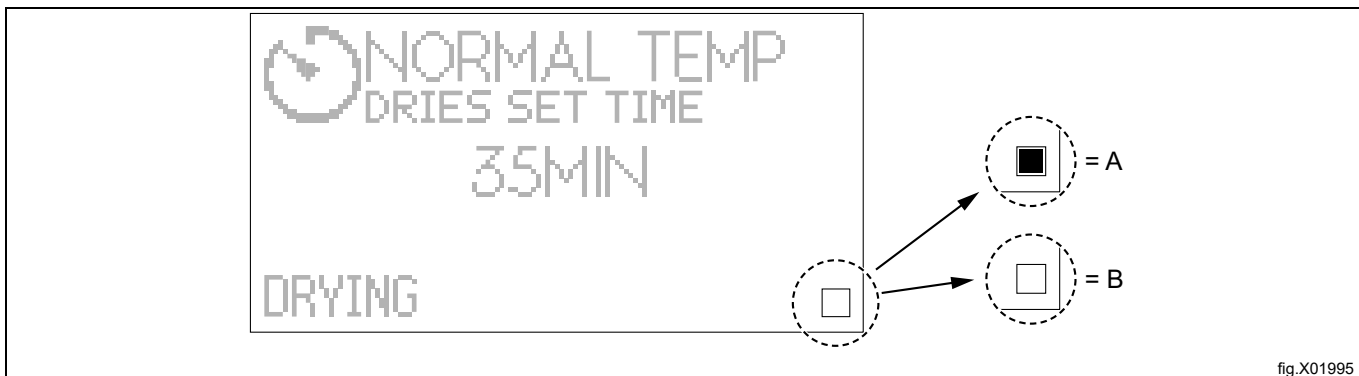 NORMAL TEMP
DRIES SET TIME
35MIN
DRYING
= A
= B
fig.X01995